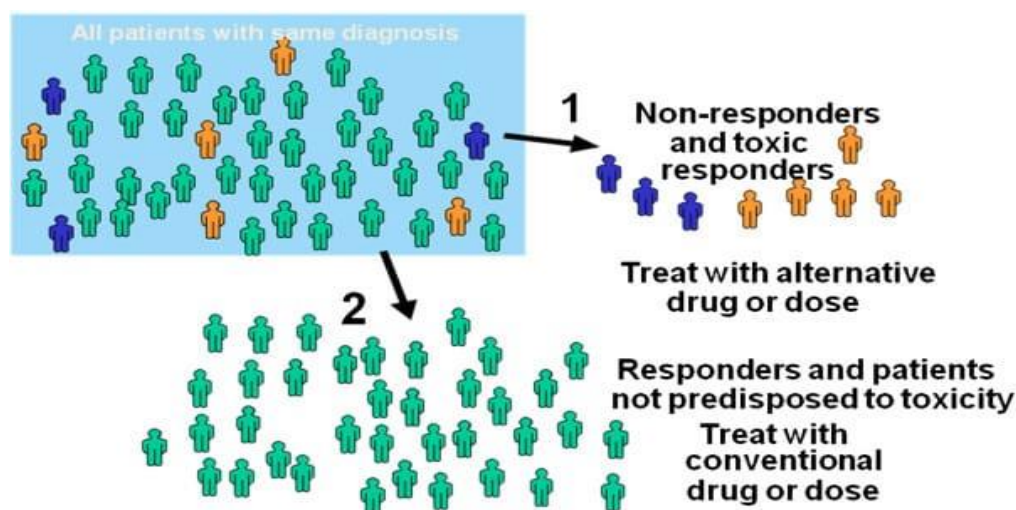 All patients with same diagnosis
1
Non-responders
and toxic
responders
Treat with alternative
drug or dose
2
Responders and patients
not predisposed to toxicity
Treat with
conventional
drug or dose